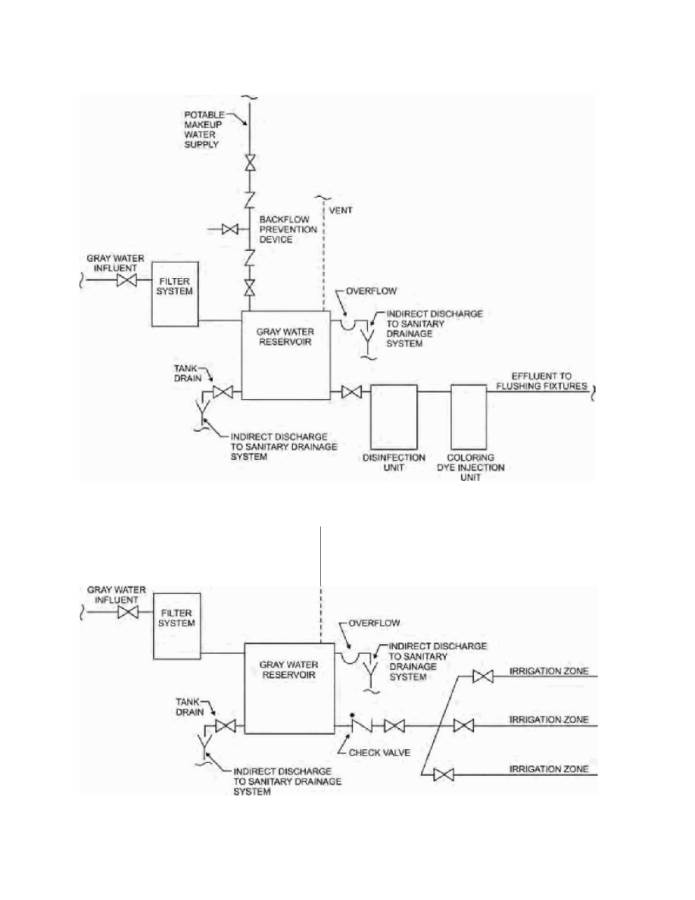 POTABLE
MAKEUP
WATER
SUPPLY
VENT
BACKFLOW
PREVENTION
DEVICE
GRAY WATER
INFLUENT
FILTER
SYSTEM
OVERFLOW
INDIRECT DISCHARGE
TO SANITARY
DRAINAGE
SYSTEM
GRAY WATER
RESERVOIR
TANK
DRAIN
EFFLUENT TO
FLUSHING FIXTURES
INDIRECT DISCHARGE
TO SANITARY DRAINAGE
SYSTEM
DISINFECTION
UNIT
COLORING
DYE INJECTION
UNIT
GRAY WATER
INFLUENT
FILTER
SYSTEM
OVERFLOW
INDIRECT DISCHARGE
TO SANITARY
DRAINAGE
SYSTEM
GRAY WATER
RESERVOIR
IRRIGATION ZONE
TANK
DRAIN
IRRIGATION ZONE
CHECK VALVE
IRRIGATION ZONE
INDIRECT DISCHARGE
TO SANITARY DRAINAGE
SYSTEM